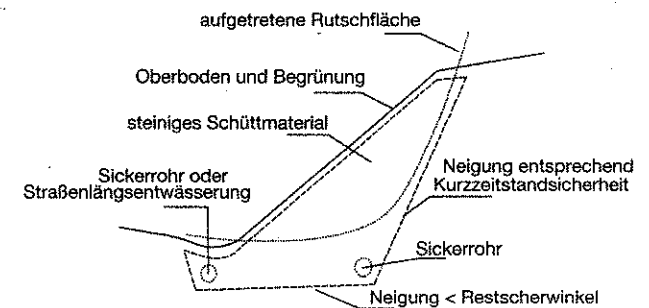 aufgetretene Rutschfläche
Oberboden und Begrünung
steiniges Schüttmaterial
Sickerrohr oder
Straßenlängsentwässerung
Neigung entsprechend
Kurzzeitstandsicherheit
Sickerrohr
Neigung < Restscherwinkel